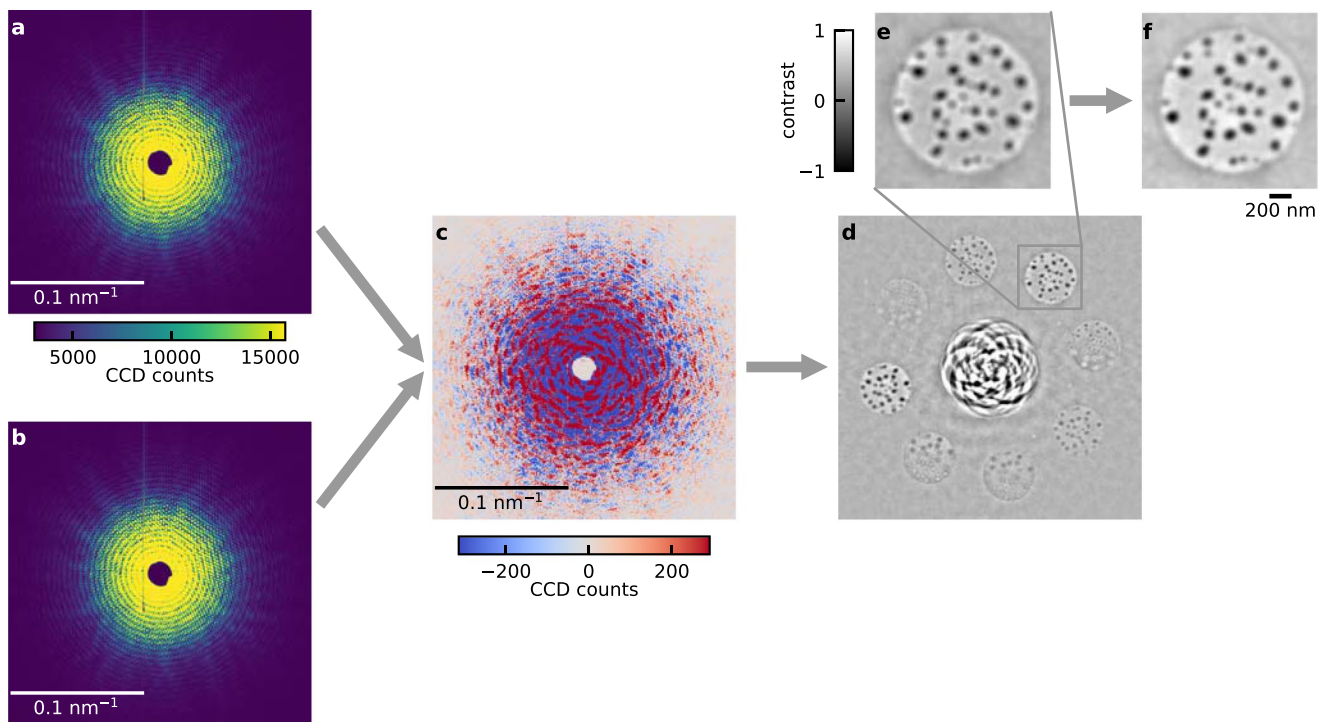 a
0.1 nm⁻¹
5000 10000 15000
CCD counts
b
0.1 nm⁻¹
c
0.1 nm⁻¹
−200 0 200
CCD counts
d
contrast
1
0
−1
e
f
200 nm